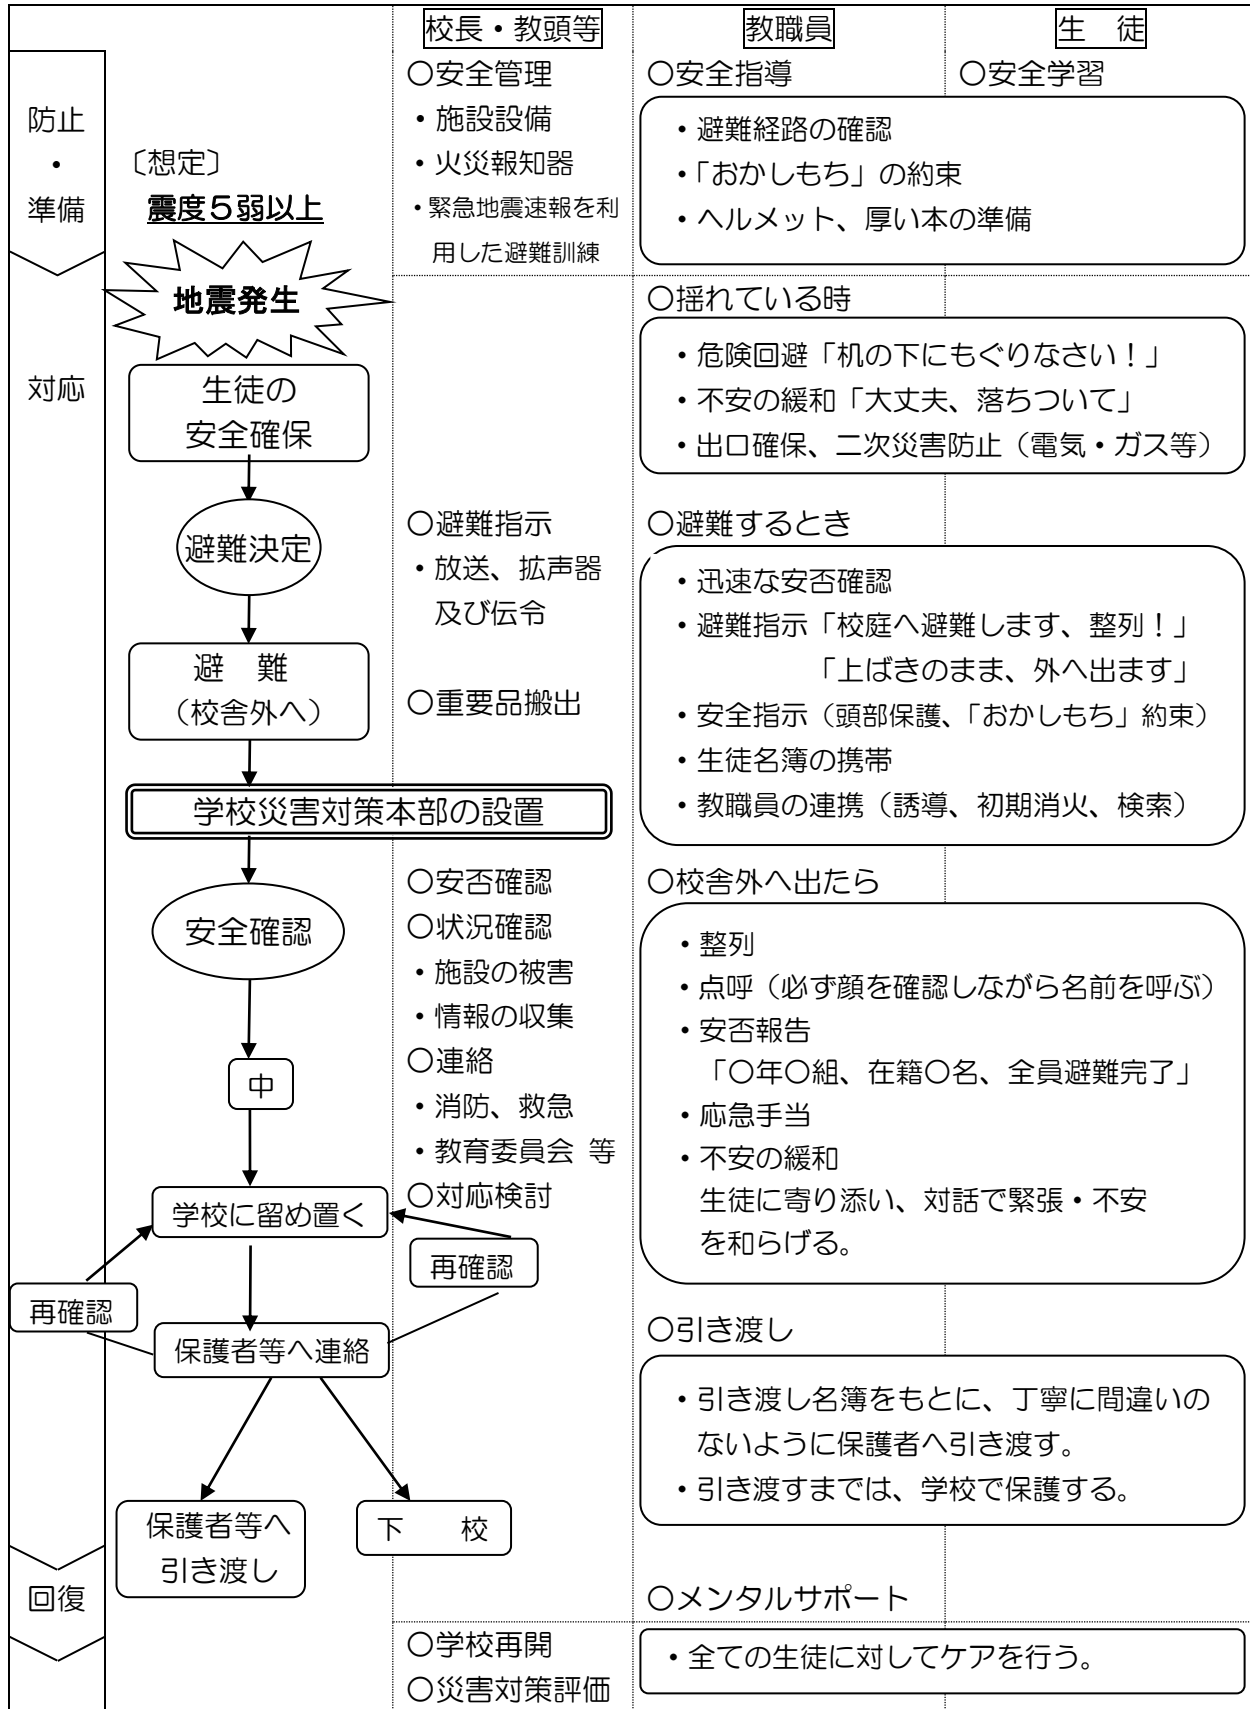 校長・教頭等
教職員
生　徒
防止
・
準備
対応
回復
〔想定〕
震度５弱以上
地震発生
生徒の
安全確保
避難決定
避　難
（校舎外へ）
学校災害対策本部の設置
安全確認
中
学校に留め置く
再確認
再確認
保護者等へ連絡
保護者等へ
引き渡し
下　　校
〇安全管理
・施設設備
・火災報知器
・緊急地震速報を利
用した避難訓練
〇避難指示
・放送、拡声器
及び伝令
〇重要品搬出
〇安否確認
〇状況確認
・施設の被害
・情報の収集
〇連絡
・消防、救急
・教育委員会 等
〇対応検討
〇学校再開
〇災害対策評価
〇安全指導
〇安全学習
・避難経路の確認
・「おかしもち」の約束
・ヘルメット、厚い本の準備
〇揺れている時
・危険回避「机の下にもぐりなさい！」
・不安の緩和「大丈夫、落ちついて」
・出口確保、二次災害防止（電気・ガス等）
〇避難するとき
・迅速な安否確認
・避難指示「校庭へ避難します、整列！」
「上ばきのまま、外へ出ます」
・安全指示（頭部保護、「おかしもち」約束）
・生徒名簿の携帯
・教職員の連携（誘導、初期消火、検索）
〇校舎外へ出たら
・整列
・点呼（必ず顔を確認しながら名前を呼ぶ）
・安否報告
「〇年〇組、在籍〇名、全員避難完了」
・応急手当
・不安の緩和
生徒に寄り添い、対話で緊張・不安
を和らげる。
〇引き渡し
・引き渡し名簿をもとに、丁寧に間違いの
ないように保護者へ引き渡す。
・引き渡すまでは、学校で保護する。
〇メンタルサポート
・全ての生徒に対してケアを行う。